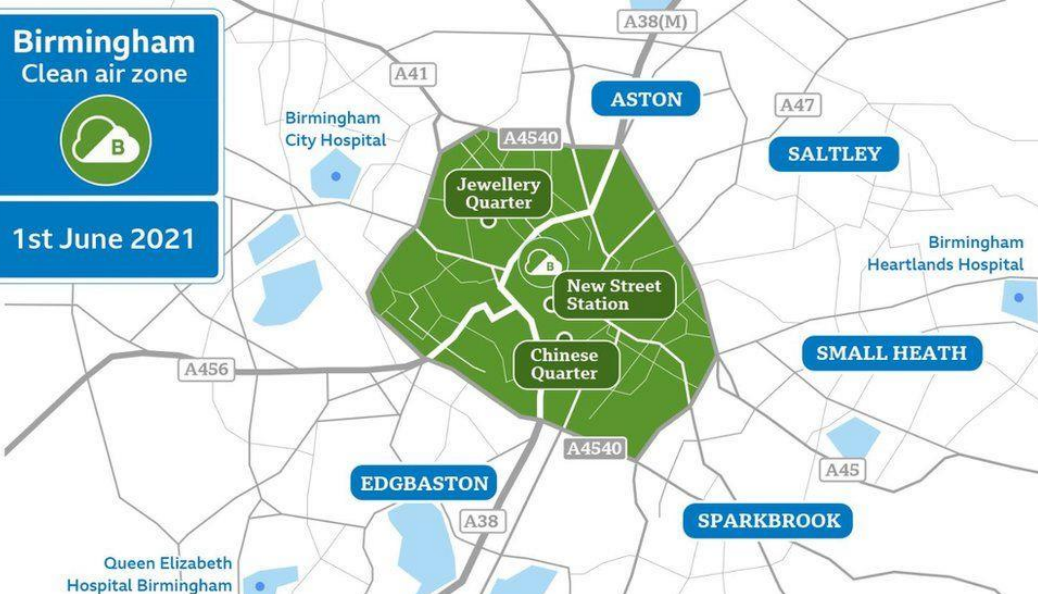 Birmingham
Clean air zone
B
1st June 2021
A38(M)
A41
ASTON
A47
Birmingham
City Hospital
A4540
SALTLEY
Jewellery
Quarter
Birmingham
Heartlands Hospital
B
New Street
Station
Chinese
Quarter
SMALL HEATH
A456
A4540
A45
EDGBASTON
A38
SPARKBROOK
Queen Elizabeth
Hospital Birmingham